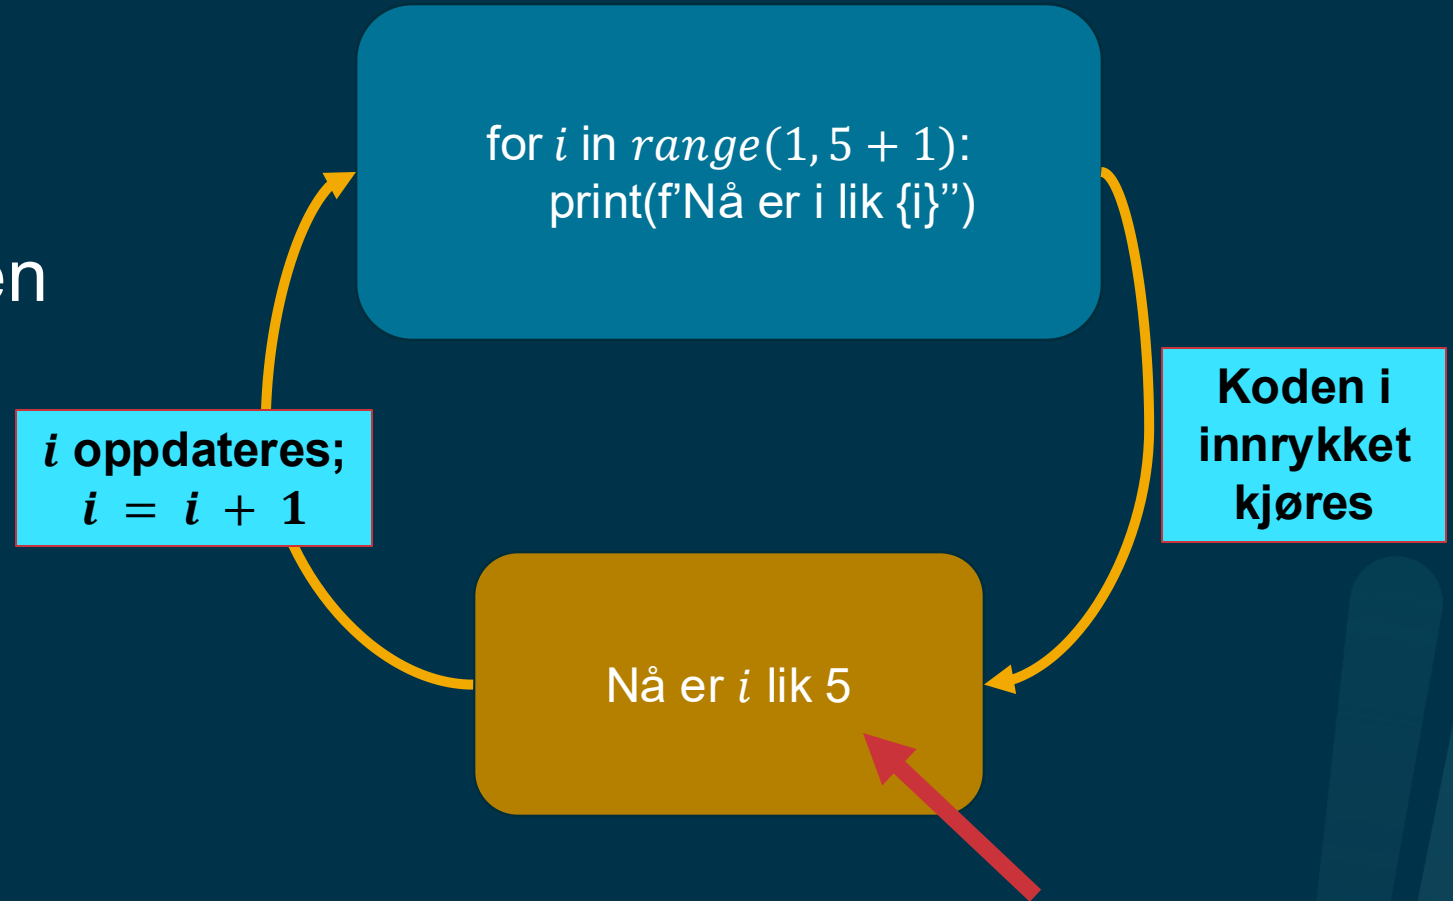 for i in range(1, 5 + 1):
print(f’Nå er i lik {i}”)
en
i oppdateres;
i = i + 1
Koden i
innrykket
kjøres
Nå er i lik 5